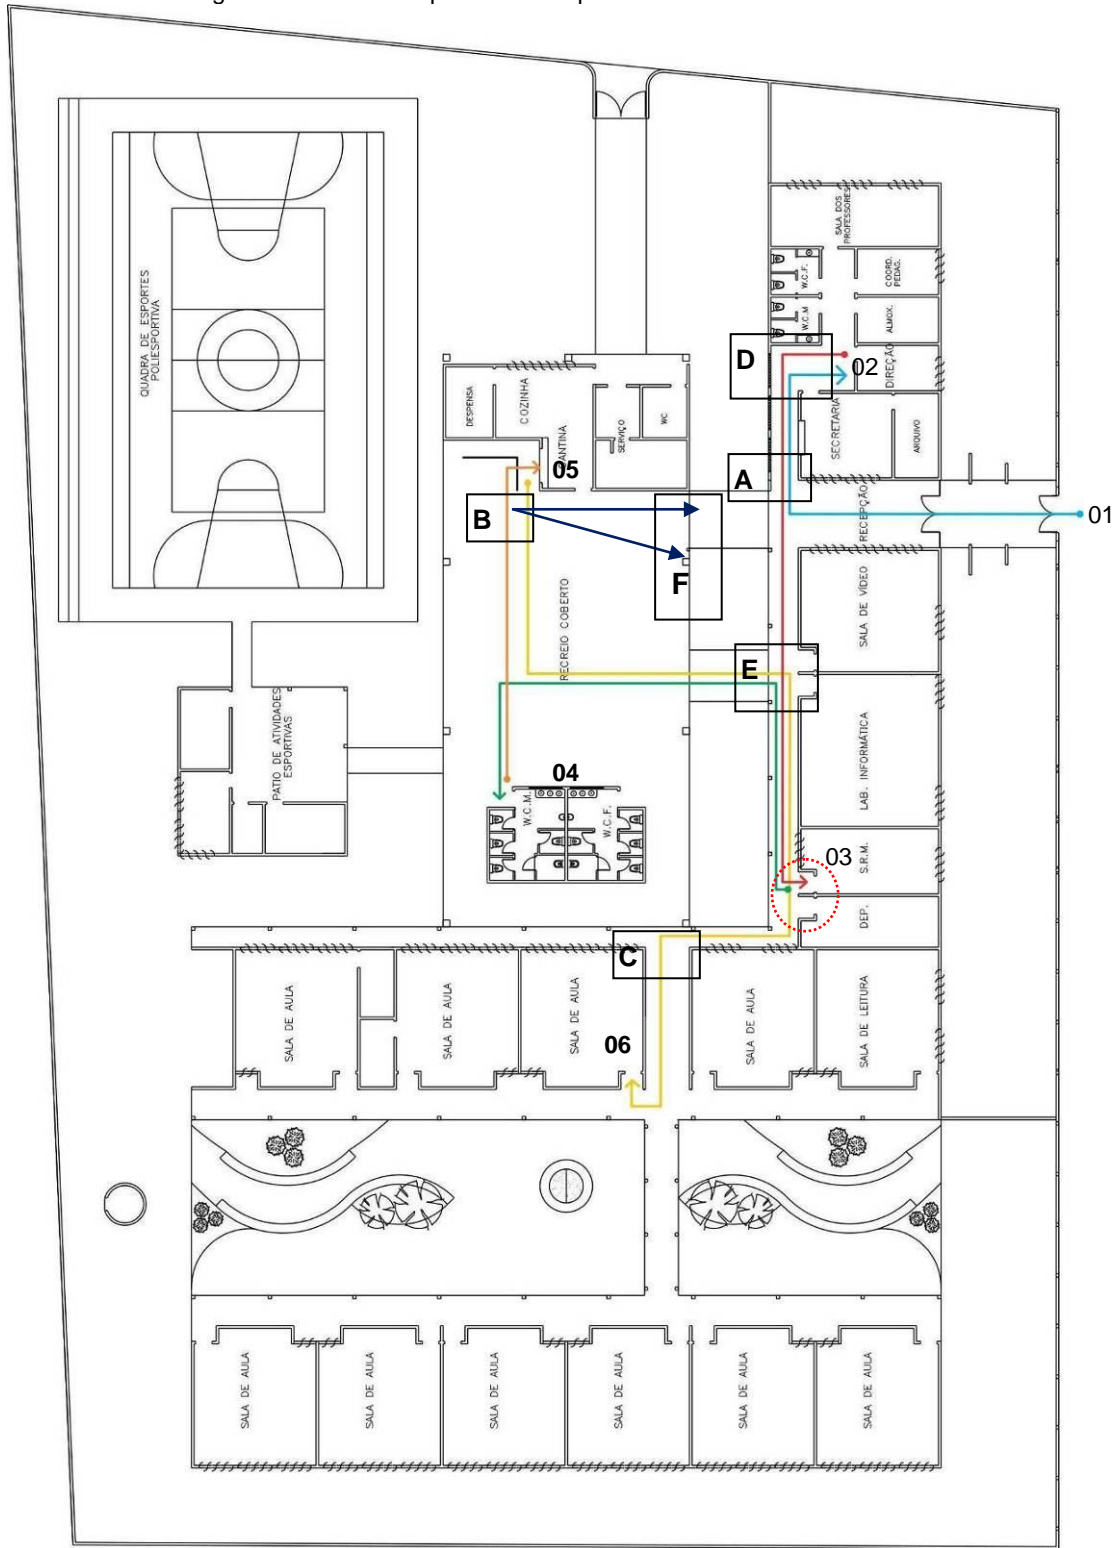 SALA DOS
PROFESSORES
W.C.F.
COORD.
PEDAG.
W.C.M
ALMOX.
QUADRA DE ESPORTES
POLIESPORTIVA
D
02
DIREÇÃO
DESPENSA
COZINHA
CANTINA
SERVIÇO
WC
SECRETARIA
ARQUIVO
05
A
B
RECEPÇÃO
01
F
RECREIO COBERTO
SALA DE VÍDEO
E
PATIO DE ATIVIDADES
ESPORTIVAS
LAB. INFORMÁTICA
04
W.C.M.
W.C.F.
03
S.R.M.
DEP.
C
SALA DE AULA
SALA DE AULA
SALA DE AULA
SALA DE AULA
SALA DE LEITURA
06
SALA DE AULA
SALA DE AULA
SALA DE AULA
SALA DE AULA
SALA DE AULA
SALA DE AULA